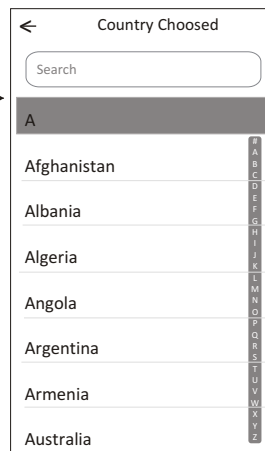 Country Choosed
Search
A
Afghanistan
Albania
Algeria
Angola
Argentina
Armenia
Australia
#
A
B
C
D
E
F
G
H
I
J
K
L
M
N
O
P
Q
R
S
T
U
V
W
X
Y
Z